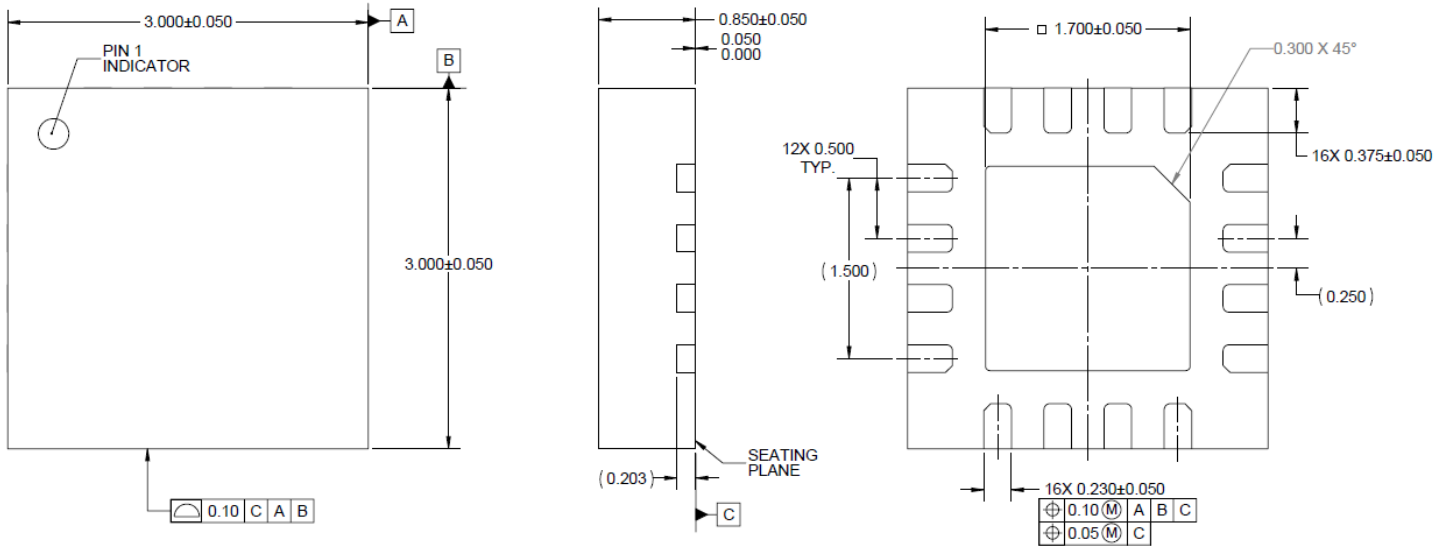 3.000±0.050
A
PIN 1
INDICATOR
B
3.000±0.050
⌓ 0.10 C A B
0.850±0.050
0.050
0.000
(0.203)
SEATING
PLANE
C
□ 1.700±0.050
0.300 X 45°
12X 0.500
TYP.
16X 0.375±0.050
(1.500)
(0.250)
16X 0.230±0.050
⌖ 0.10 Ⓜ A B C
⌖ 0.05 Ⓜ C